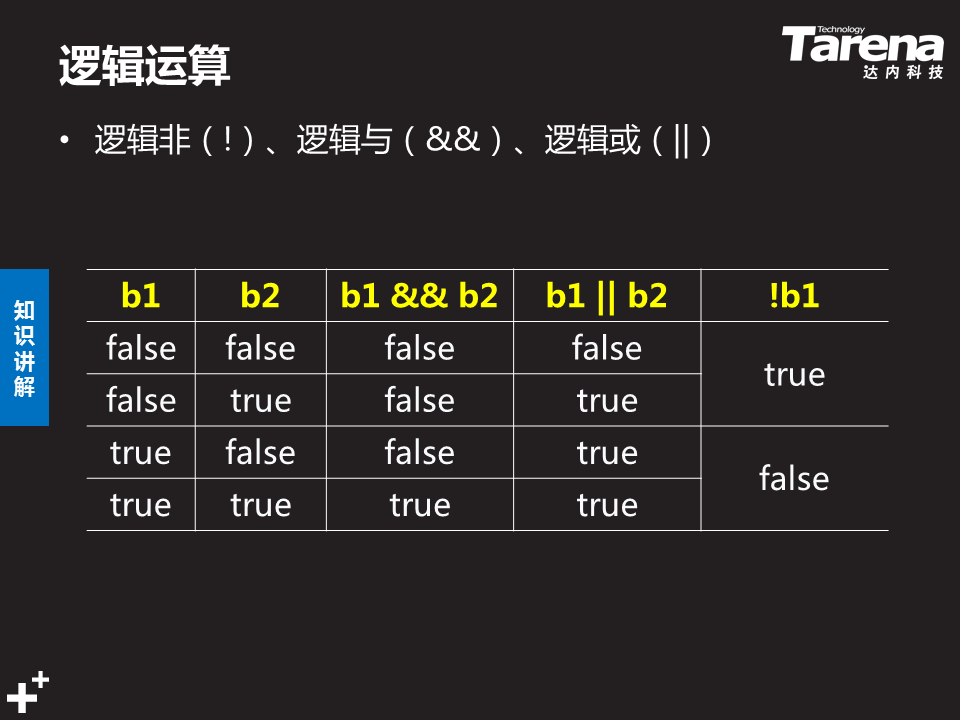 逻辑运算
Technology
Tarena
达内科技
• 逻辑非（!）、逻辑与（&&）、逻辑或（||）
知识讲解
b1 b2 b1 && b2 b1 || b2 !b1
false false false false true
false true false true
true false false true false
true true true true